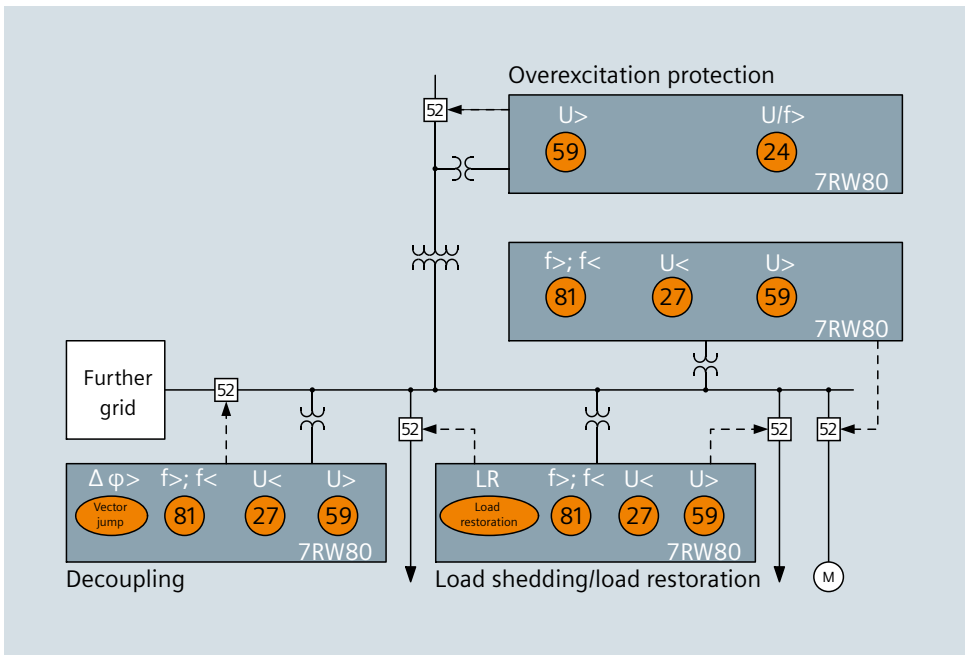 Overexcitation protection
52
U> U/f>
59 24
7RW80
f>; f< U< U>
81 27 59
7RW80
Further
grid
52
52
52
52
Δ φ> f>; f< U< U>
Vector
jump
81 27 59
7RW80
Decoupling
LR f>; f< U< U>
Load
restoration
81 27 59
7RW80
Load shedding/load restoration
M